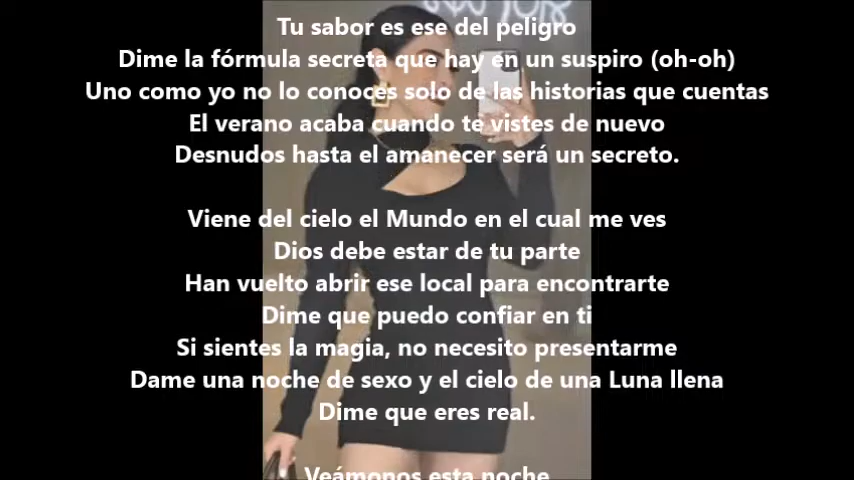 Tu sabor es ese del peligro
Dime la fórmula secreta que hay en un suspiro (oh-oh)
Uno como yo no lo conoces solo de las historias que cuentas
El verano acaba cuando te vistes de nuevo
Desnudos hasta el amanecer será un secreto.
Viene del cielo el Mundo en el cual me ves
Dios debe estar de tu parte
Han vuelto abrir ese local para encontrarte
Dime que puedo confiar en ti
Si sientes la magia, no necesito presentarme
Dame una noche de sexo y el cielo de una Luna llena
Dime que eres real.
Veámonos esta noche